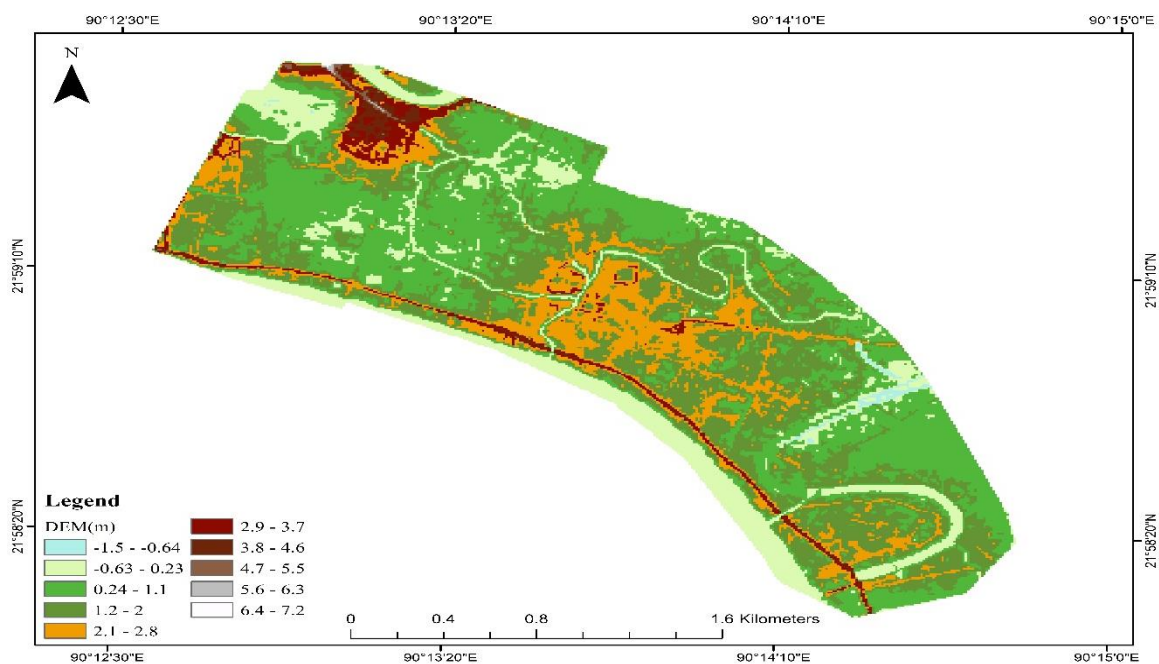 90°12'30"E 90°13'20"E 90°14'10"E 90°15'0"E
N
21°59'10"N 21°59'10"N
21°58'20"N 21°58'20"N
Legend
DEM(m)
-1.5 - -0.64
-0.63 - 0.23
0.24 - 1.1
1.2 - 2
2.1 - 2.8
2.9 - 3.7
3.8 - 4.6
4.7 - 5.5
5.6 - 6.3
6.4 - 7.2
0 0.4 0.8 1.6 Kilometers
90°12'30"E 90°13'20"E 90°14'10"E 90°15'0"E